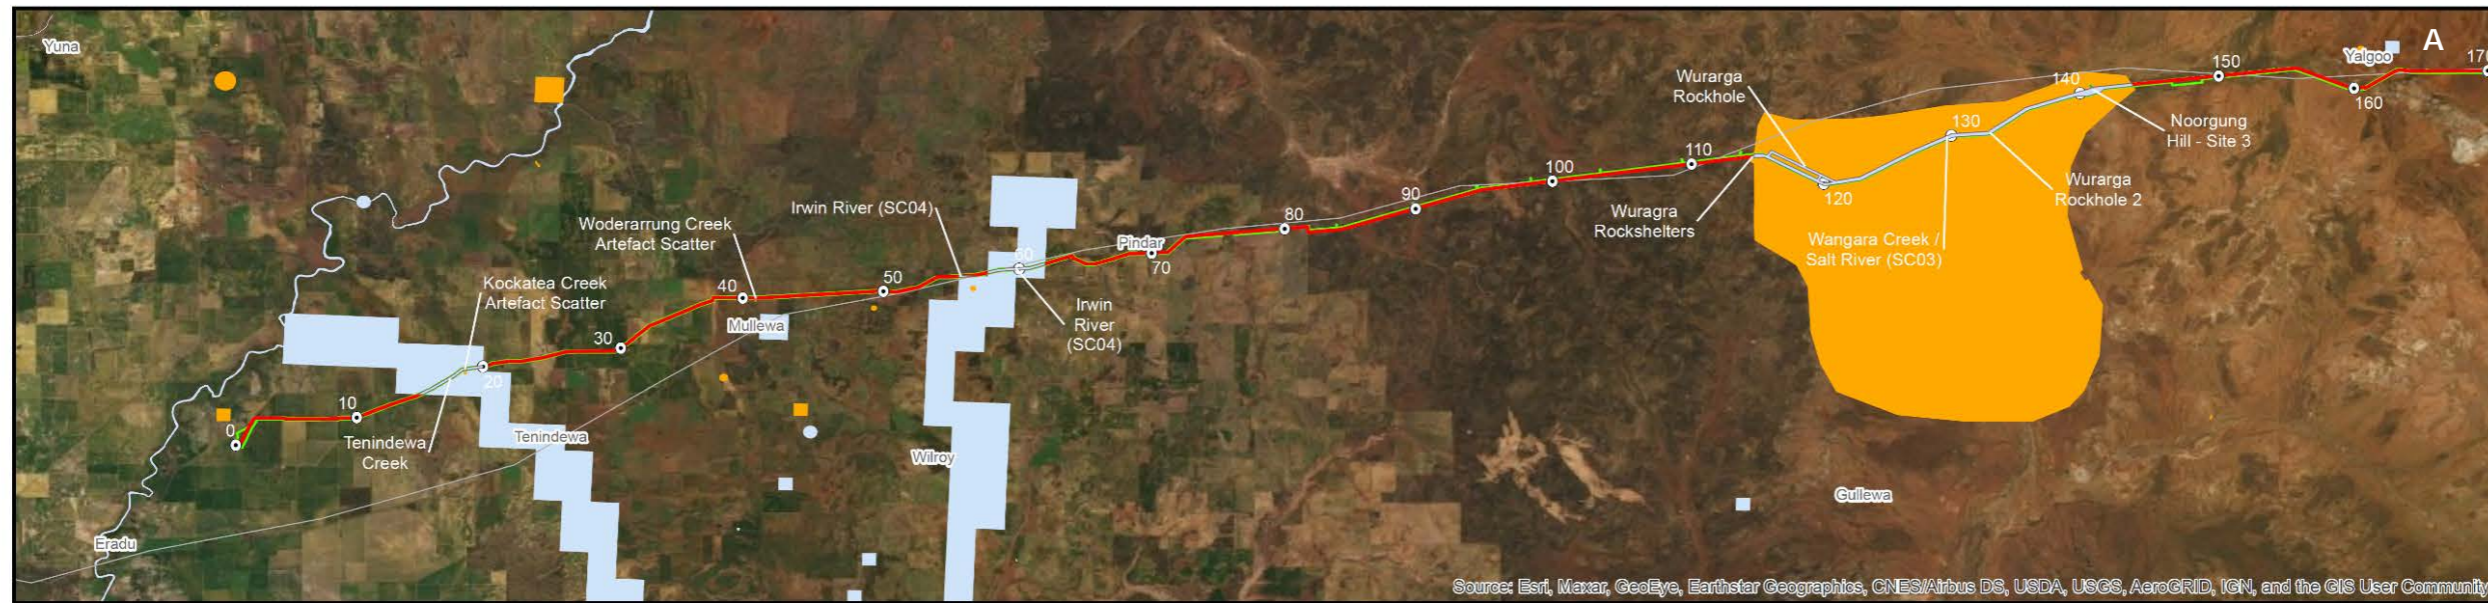 Yuna
A
Yalgoo
170
150
160
140
Wurarga
Rockhole
Noorgung
Hill - Site 3
130
110
Wurarga
Rockhole 2
120
100
Wuragra
Rockshelters
Wangara Creek /
Salt River (SC03)
90
80
Irwin River (SC04)
Woderarrung Creek
Artefact Scatter
Pindar
70
60
50
40
Kockatea Creek
Artefact Scatter
Irwin
River
(SC04)
Mullewa
30
20
10
0
Tenindewa
Creek
Tenindewa
Wilroy
Gullewa
Eradu
Source: Esri, Maxar, GeoEye, Earthstar Geographics, CNES/Airbus DS, USDA, USGS, AeroGRID, IGN, and the GIS User Community